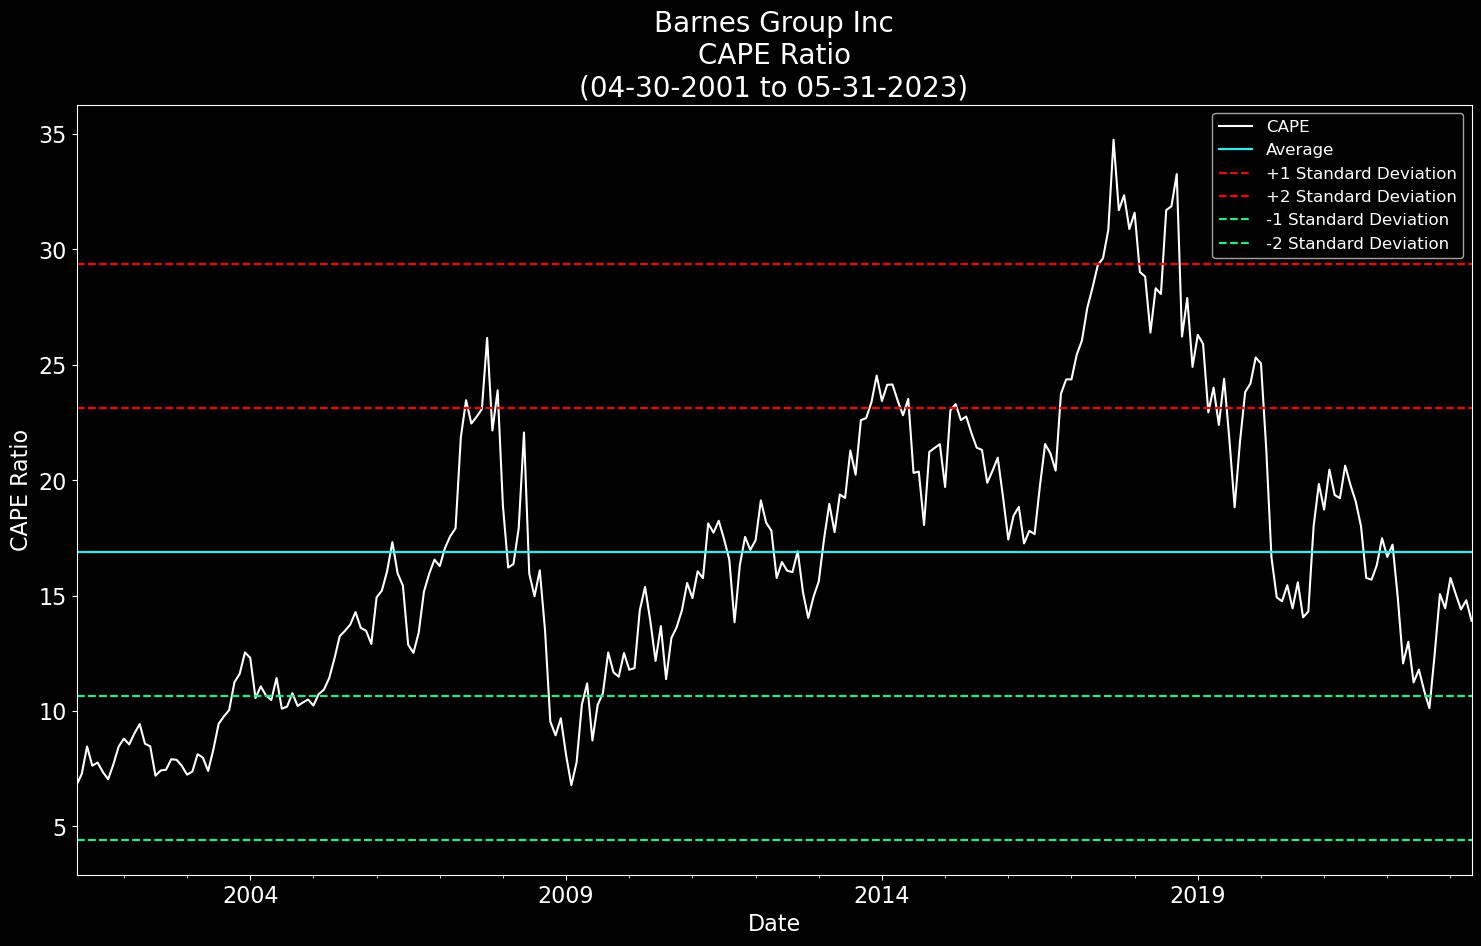 Barnes Group Inc
CAPE Ratio
(04-30-2001 to 05-31-2023)
CAPE
Average
+1 Standard Deviation
+2 Standard Deviation
-1 Standard Deviation
-2 Standard Deviation
35
30
25
20
15
10
5
CAPE Ratio
2004
2009
2014
2019
Date